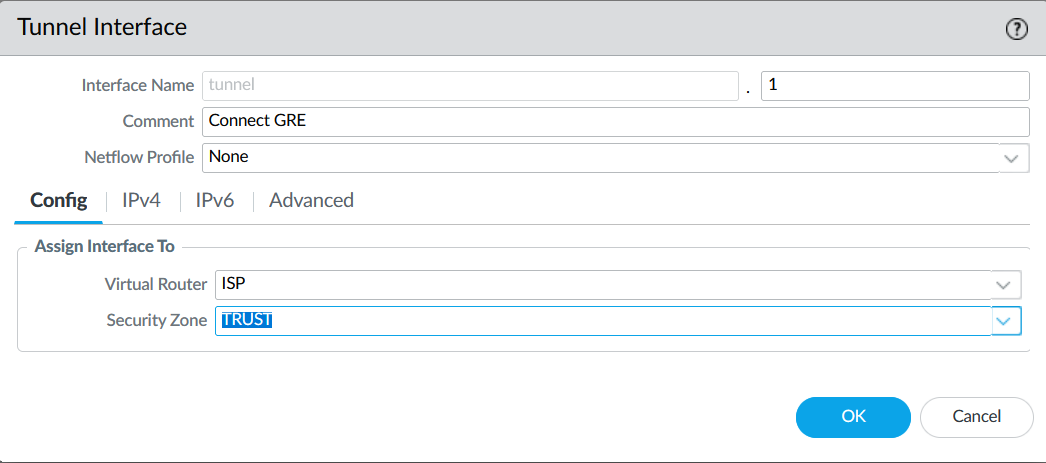 Tunnel Interface
Interface Name tunnel . 1
Comment Connect GRE
Netflow Profile None
Config IPv4 IPv6 Advanced
Assign Interface To
Virtual Router ISP
Security Zone TRUST
OK Cancel